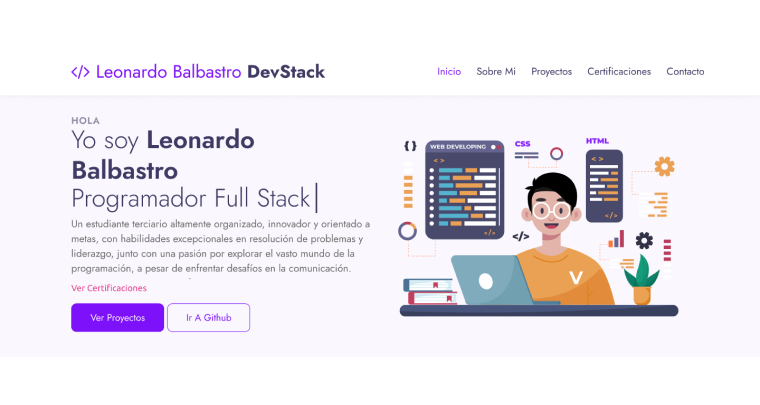 </> Leonardo Balbastro DevStack
Inicio Sobre Mi Proyectos Certificaciones Contacto
HOLA
Yo soy Leonardo
Balbastro
Programador Full Stack
Un estudiante terciario altamente organizado, innovador y orientado a
metas, con habilidades excepcionales en resolución de problemas y
liderazgo, junto con una pasión por explorar el vasto mundo de la
programación, a pesar de enfrentar desafíos en la comunicación.
Ver Certificaciones
Ver Proyectos
Ir A Github
{ }
WEB DEVELOPING
< >
</>
CSS
HTML
< >
</>
</>
V